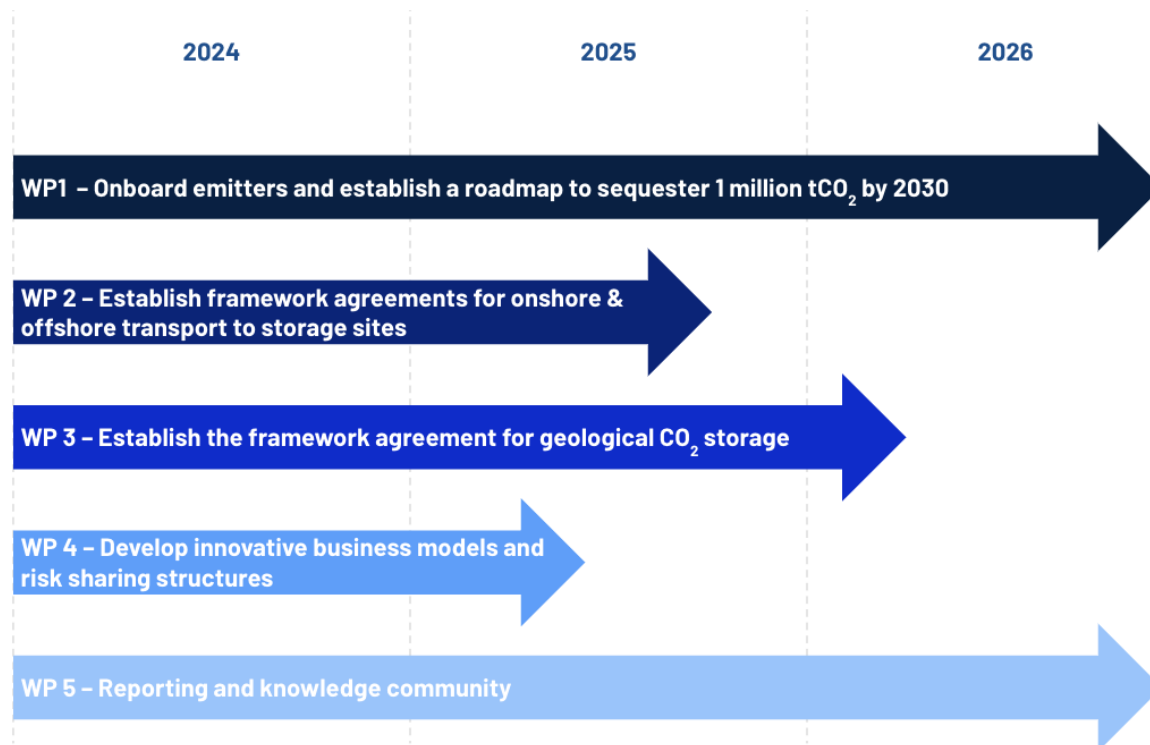 2024 2025 2026
WP1 – Onboard emitters and establish a roadmap to sequester 1 million tCO₂ by 2030
WP 2 – Establish framework agreements for onshore &
offshore transport to storage sites
WP 3 – Establish the framework agreement for geological CO₂ storage
WP 4 – Develop innovative business models and
risk sharing structures
WP 5 – Reporting and knowledge community